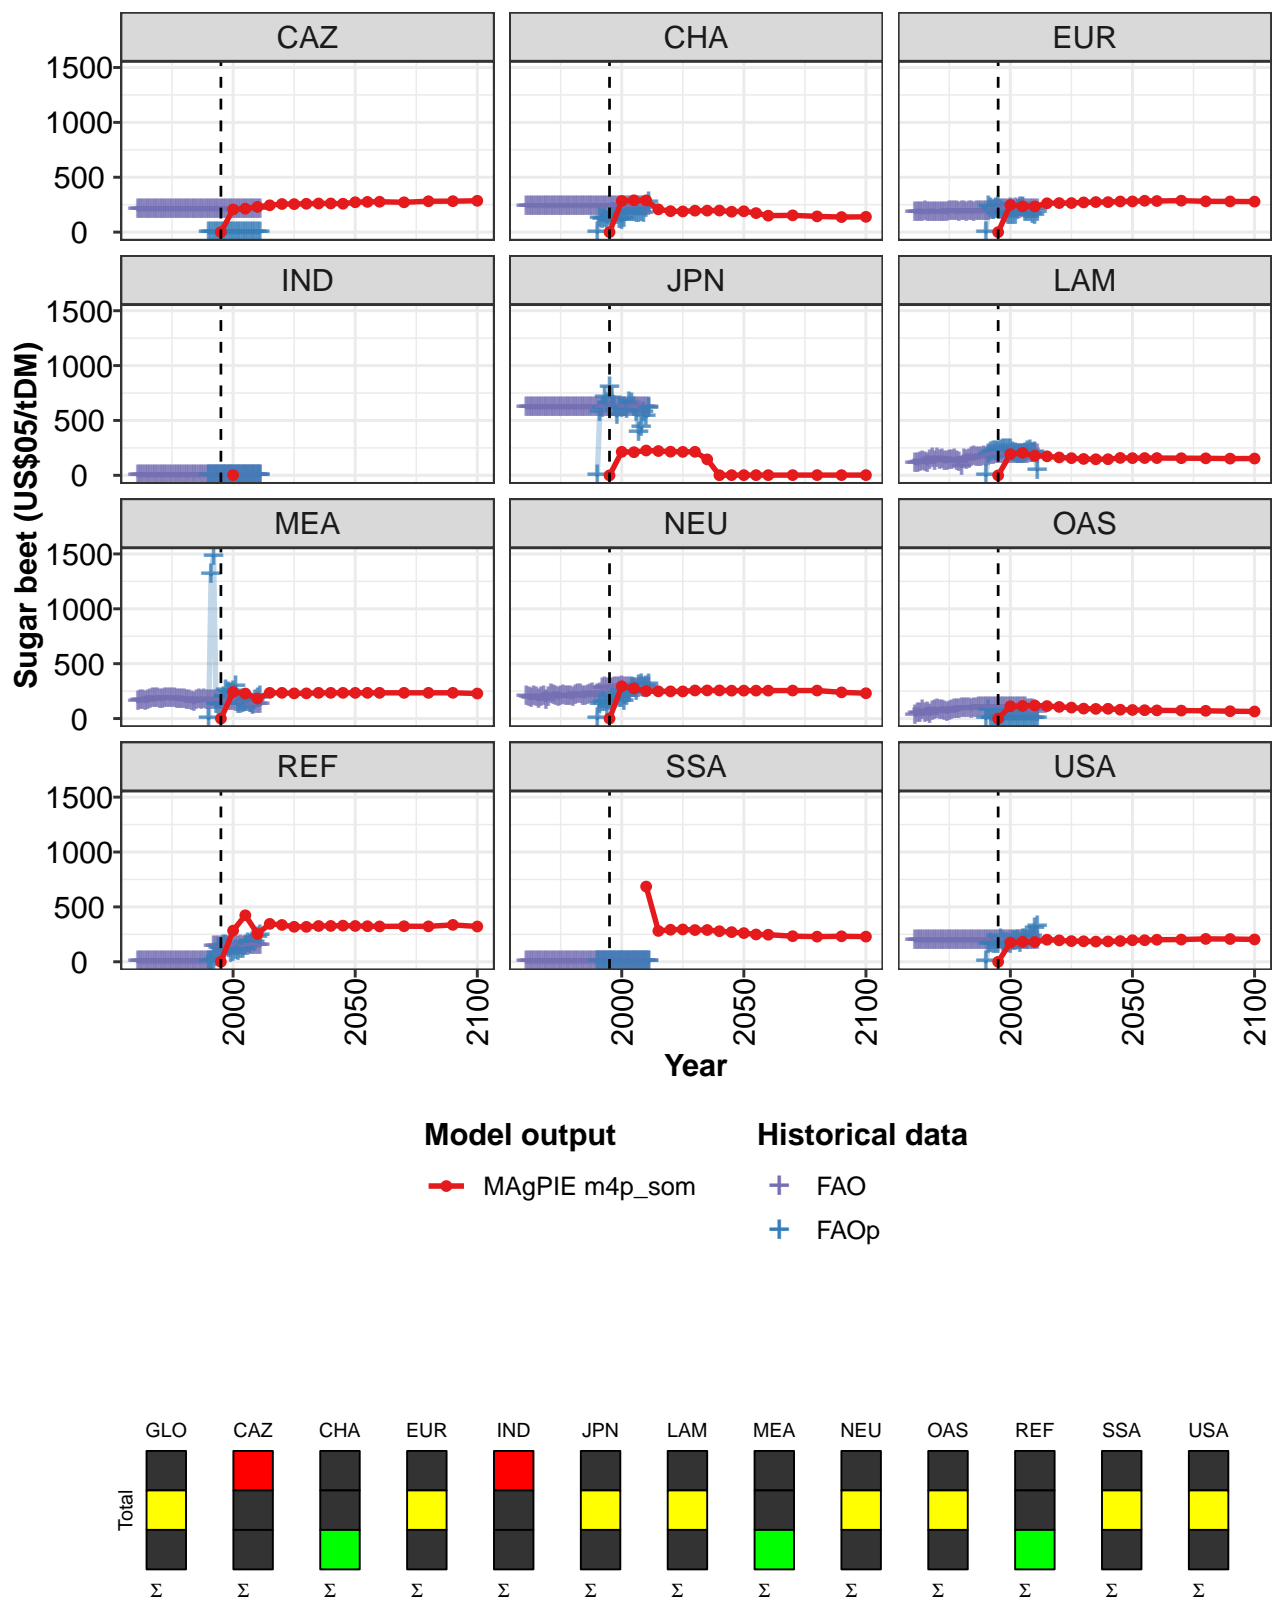 CAZ CHA EUR
1500
1000
500
0
IND JPN LAM
1500
1000
500
0
MEA NEU OAS
1500
1000
500
0
REF SSA USA
1500
1000
500
0
Sugar beet (US$05/tDM)
2000 2050 2100 2000 2050 2100 2000 2050 2100
Year
Model output Historical data
MAgPIE m4p_som FAO
FAOp
GLO CAZ CHA EUR IND JPN LAM MEA NEU OAS REF SSA USA
Total
Σ Σ Σ Σ Σ Σ Σ Σ Σ Σ Σ Σ Σ